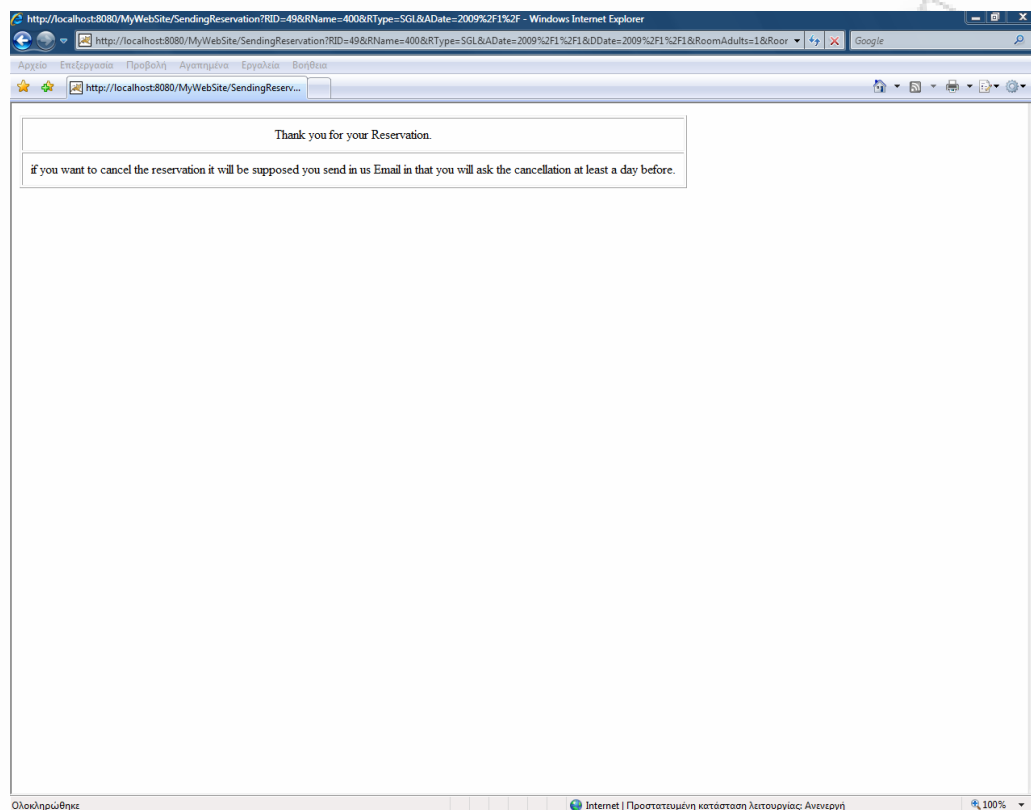 http://localhost:8080/MyWebSite/SendingReservation?RID=49&RName=400&RType=SGL&ADate=2009%2F1%2F - Windows Internet Explorer
http://localhost:8080/MyWebSite/SendingReservation?RID=49&RName=400&RType=SGL&ADate=2009%2F1%2F1&DDate=2009%2F1%2F1&RoomAdults=1&Roor
Google
Αρχείο Επεξεργασία Προβολή Αγαπημένα Εργαλεία Βοήθεια
http://localhost:8080/MyWebSite/SendingReserv...
Thank you for your Reservation.
if you want to cancel the reservation it will be supposed you send in us Email in that you will ask the cancellation at least a day before.
Ολοκληρώθηκε
Internet | Προστατευμένη κατάσταση λειτουργίας: Ανενεργή
100%